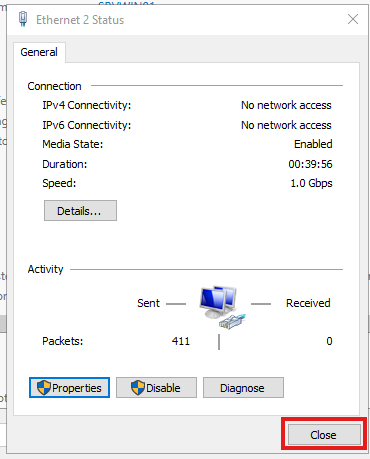 Ethernet 2 Status
General
Connection
IPv4 Connectivity: No network access
IPv6 Connectivity: No network access
Media State: Enabled
Duration: 00:39:56
Speed: 1.0 Gbps
Details...
Activity
Sent Received
Packets: 411 0
Properties Disable Diagnose
Close